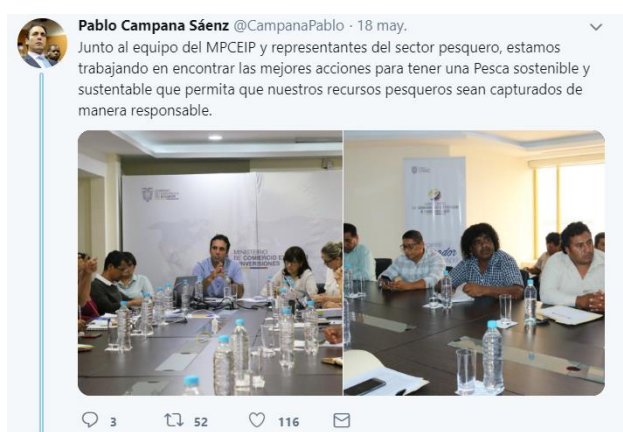 Pablo Campana Sáenz @CampanaPablo · 18 may.
Junto al equipo del MPCEIP y representantes del sector pesquero, estamos
trabajando en encontrar las mejores acciones para tener una Pesca sostenible y
sustentable que permita que nuestros recursos pesqueros sean capturados de
manera responsable.
MINISTERIO
DE COMERCIO E
INVERSIONES
3 52 116